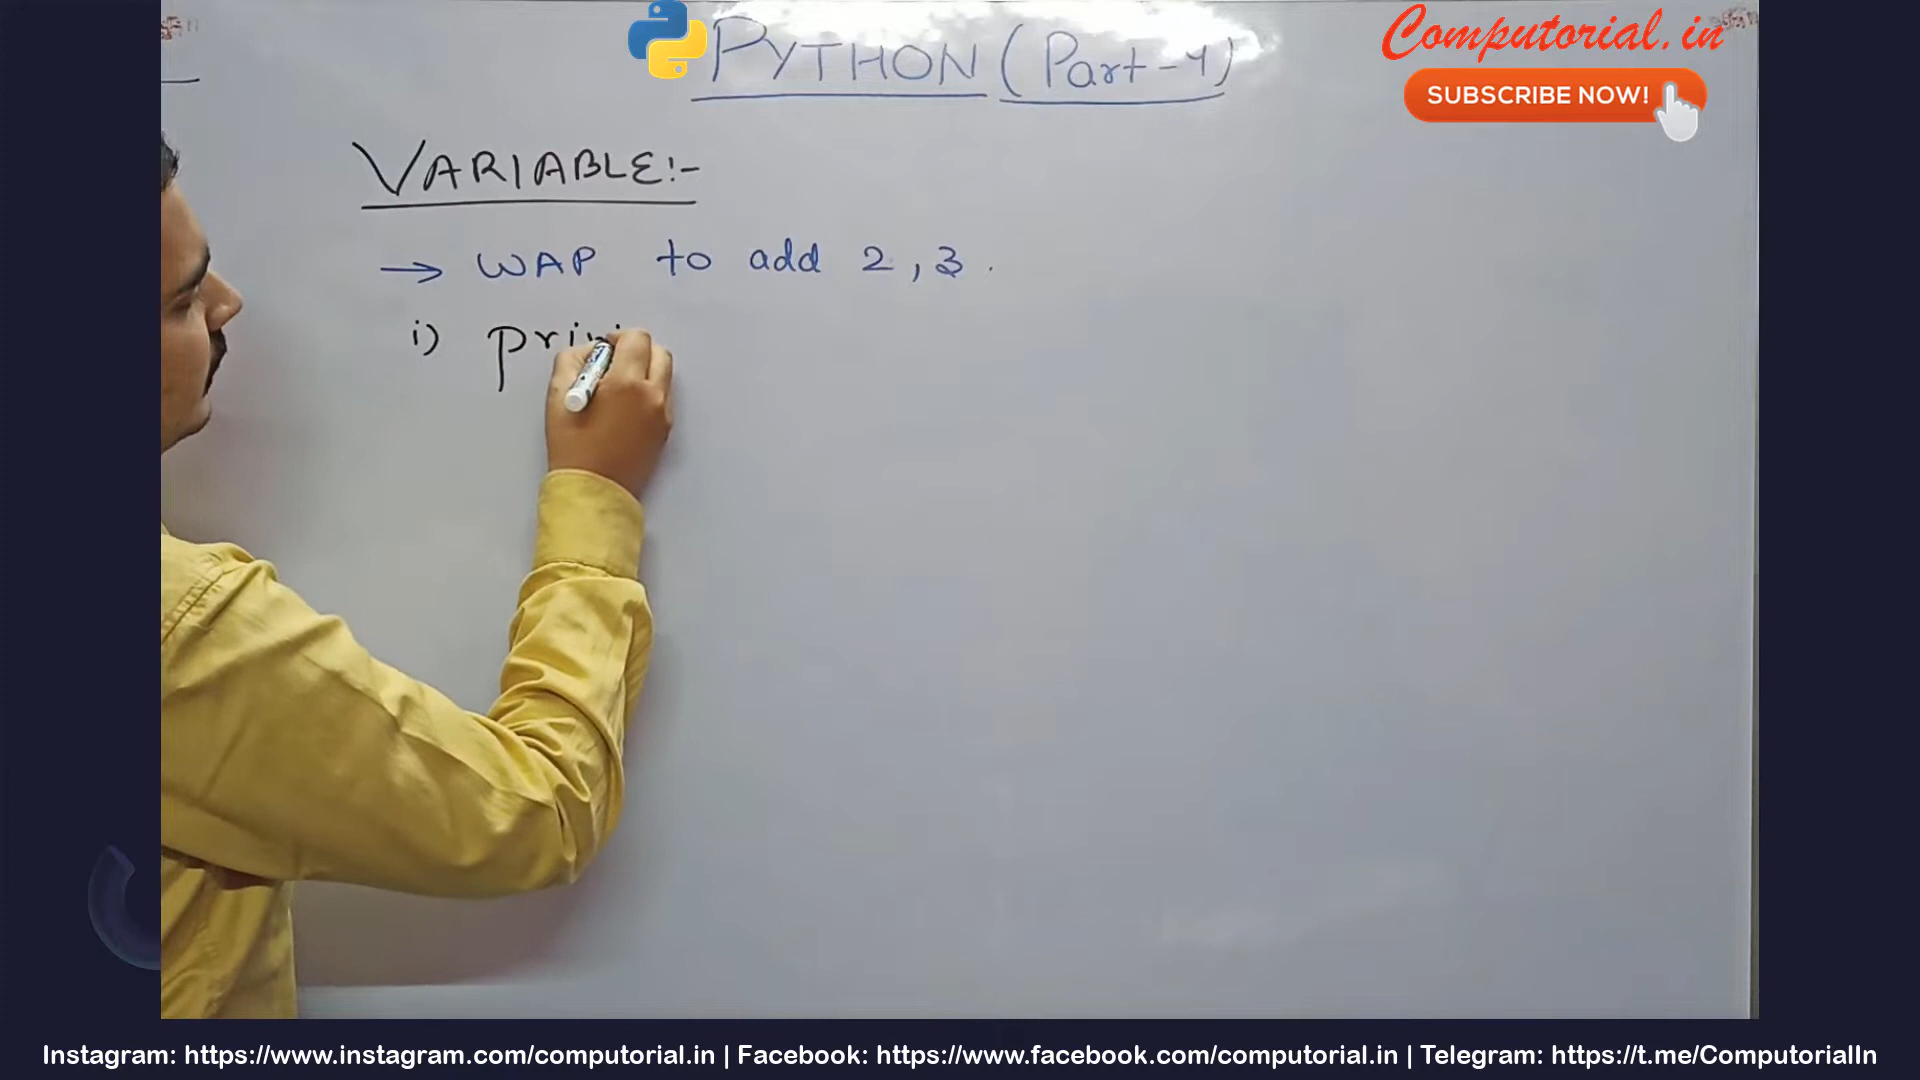 PYTHON (Part-4)
Computorial.in
SUBSCRIBE NOW!
VARIABLE:-
→ WAP to add 2, 3.
i) prin
Instagram: https://www.instagram.com/computorial.in | Facebook: https://www.facebook.com/computorial.in | Telegram: https://t.me/ComputorialIn